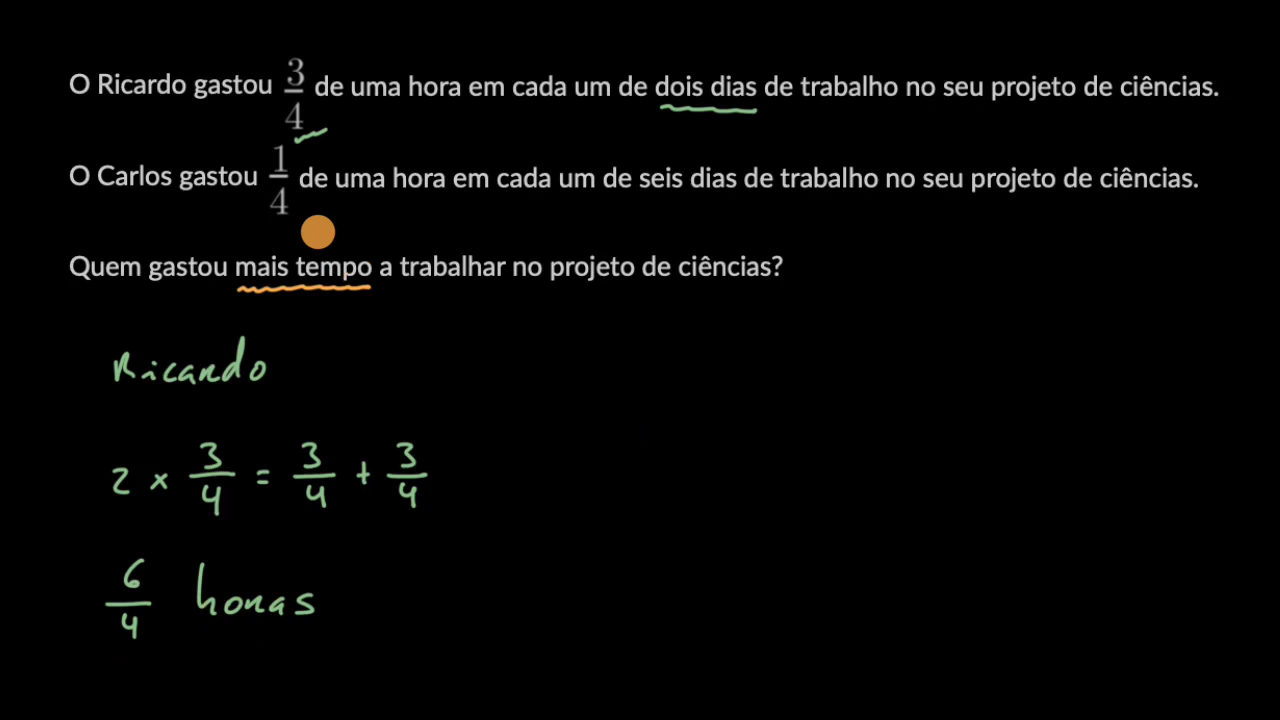 O Ricardo gastou 3/4 de uma hora em cada um de dois dias de trabalho no seu projeto de ciências.
O Carlos gastou 1/4 de uma hora em cada um de seis dias de trabalho no seu projeto de ciências.
Quem gastou mais tempo a trabalhar no projeto de ciências?
Ricardo
2 × 3/4 = 3/4 + 3/4
6/4 horas